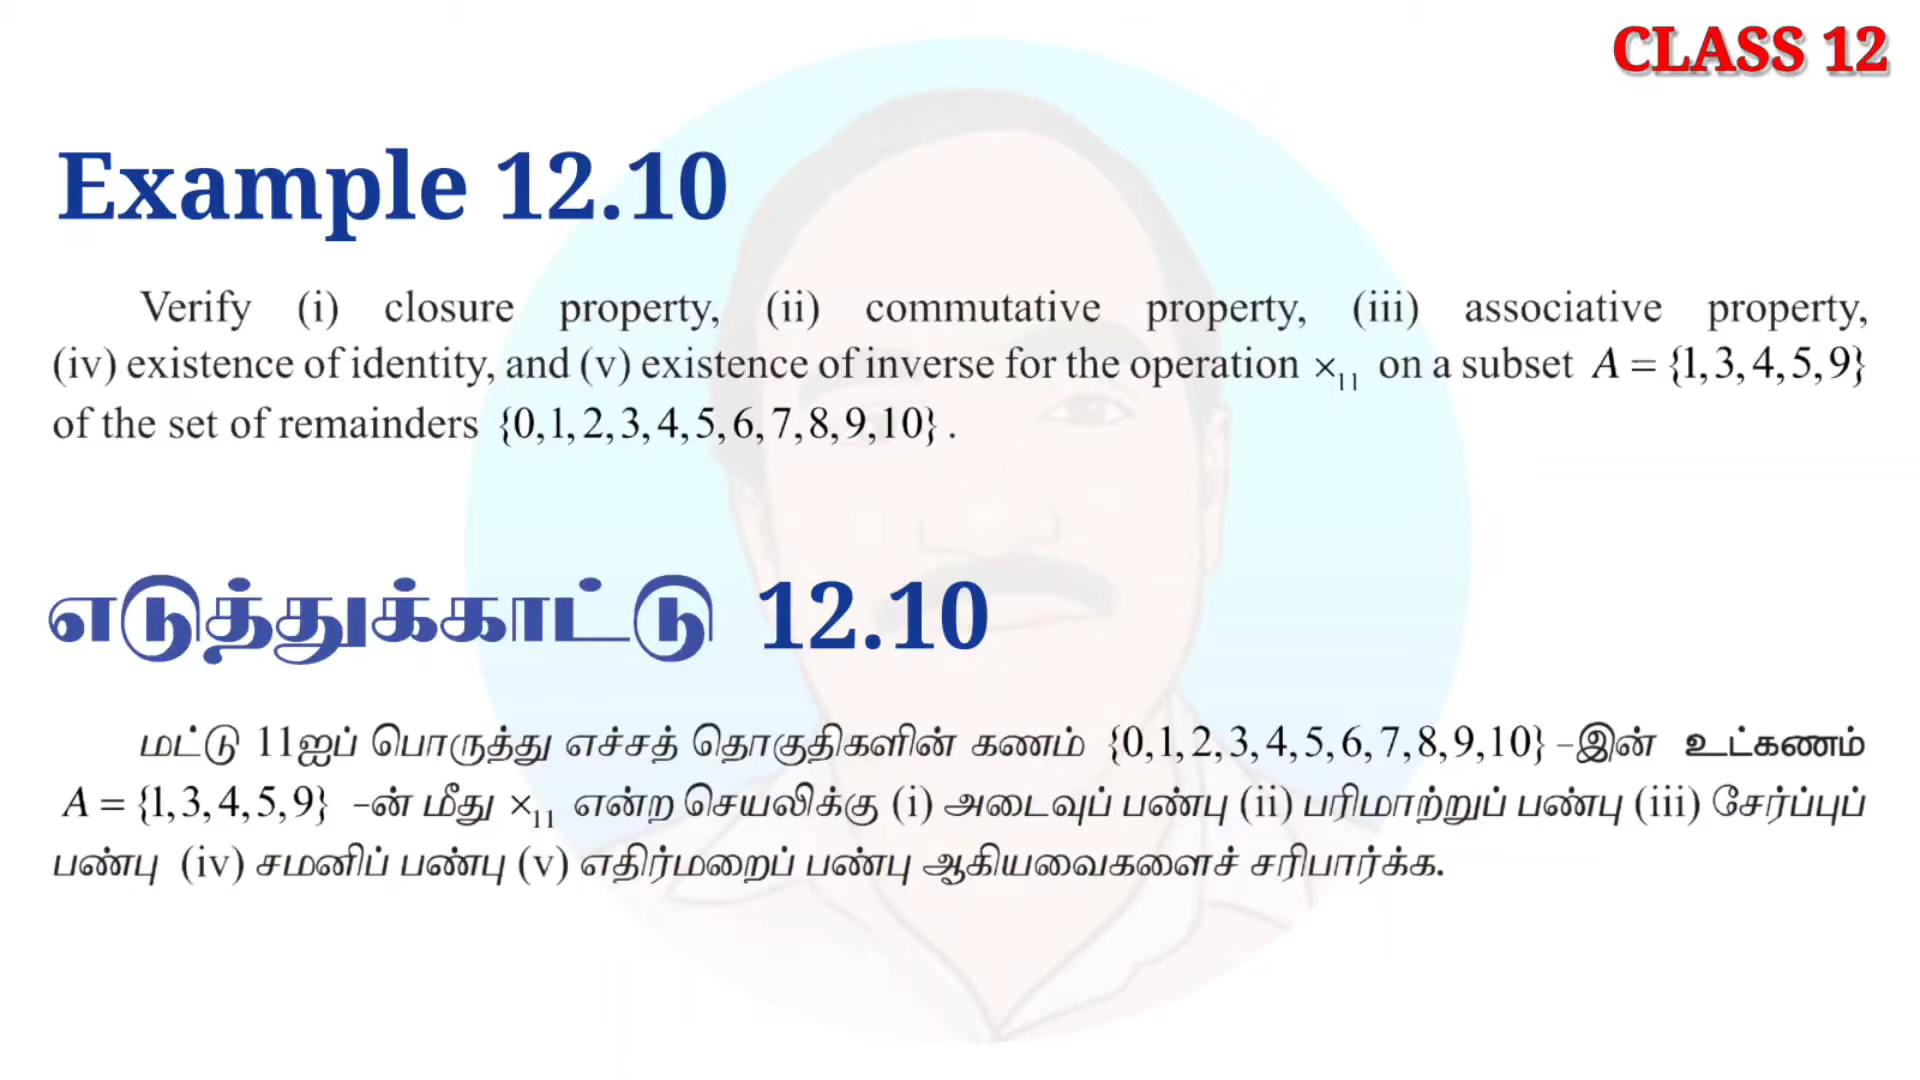 CLASS 12
Example 12.10
Verify (i) closure property, (ii) commutative property, (iii) associative property,
(iv) existence of identity, and (v) existence of inverse for the operation ×₁₁ on a subset A = {1, 3, 4, 5, 9}
of the set of remainders {0, 1, 2, 3, 4, 5, 6, 7, 8, 9, 10} .
எடுத்துக்காட்டு 12.10
மட்டு 11ஐப் பொருத்து எச்சத் தொகுதிகளின் கணம் {0, 1, 2, 3, 4, 5, 6, 7, 8, 9, 10} -இன் உட்கணம்
A = {1, 3, 4, 5, 9} -ன் மீது ×₁₁ என்ற செயலிக்கு (i) அடைவுப் பண்பு (ii) பரிமாற்றுப் பண்பு (iii) சேர்ப்புப்
பண்பு (iv) சமனிப் பண்பு (v) எதிர்மறைப் பண்பு ஆகியவைகளைச் சரிபார்க்க.